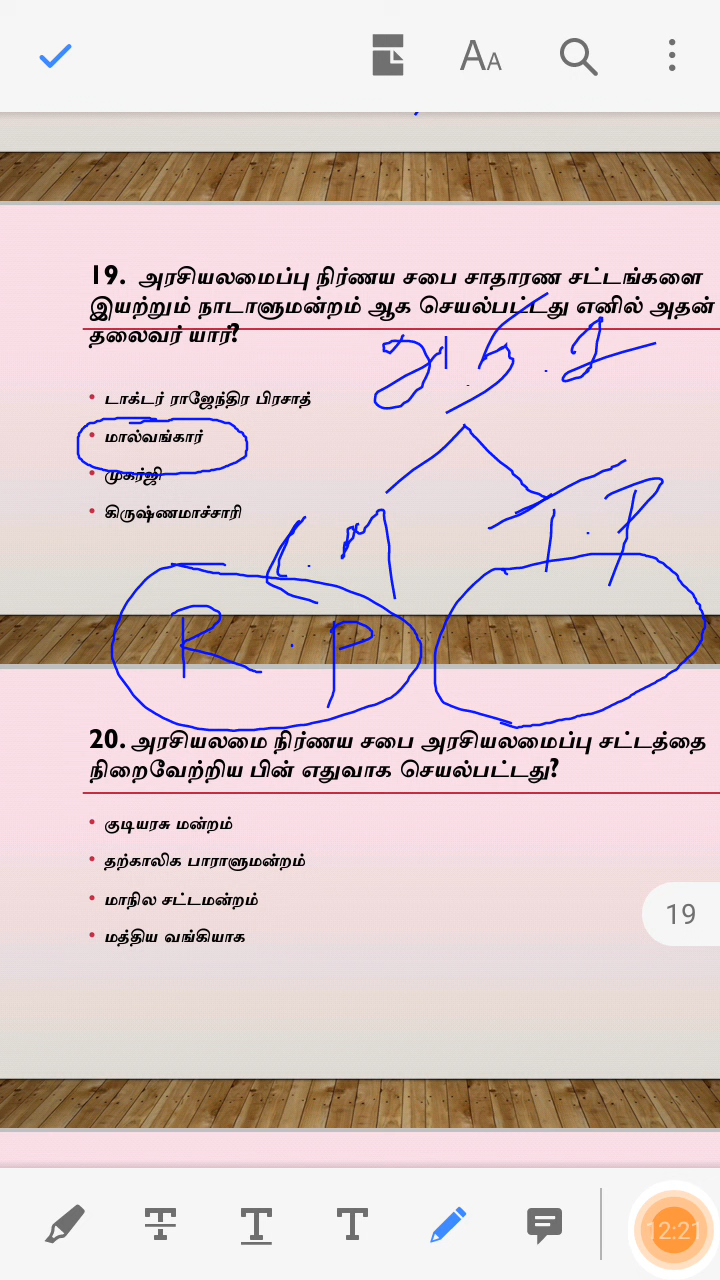 19. அரசியலமைப்பு நிர்ணய சபை சாதாரண சட்டங்களை
இயற்றும் நாடாளுமன்றம் ஆக செயல்பட்டது எனில் அதன்
தலைவர் யார்?
• டாக்டர் ராஜேந்திர பிரசாத்
• மால்வங்கார்
• முகர்ஜி
• கிருஷ்ணமாச்சாரி
அ. நி. ச
R. P
20. அரசியலமை நிர்ணய சபை அரசியலமைப்பு சட்டத்தை
நிறைவேற்றிய பின் எதுவாக செயல்பட்டது?
• குடியரசு மன்றம்
• தற்காலிக பாராளுமன்றம்
• மாநில சட்டமன்றம்
19
• மத்திய வங்கியாக
12:21